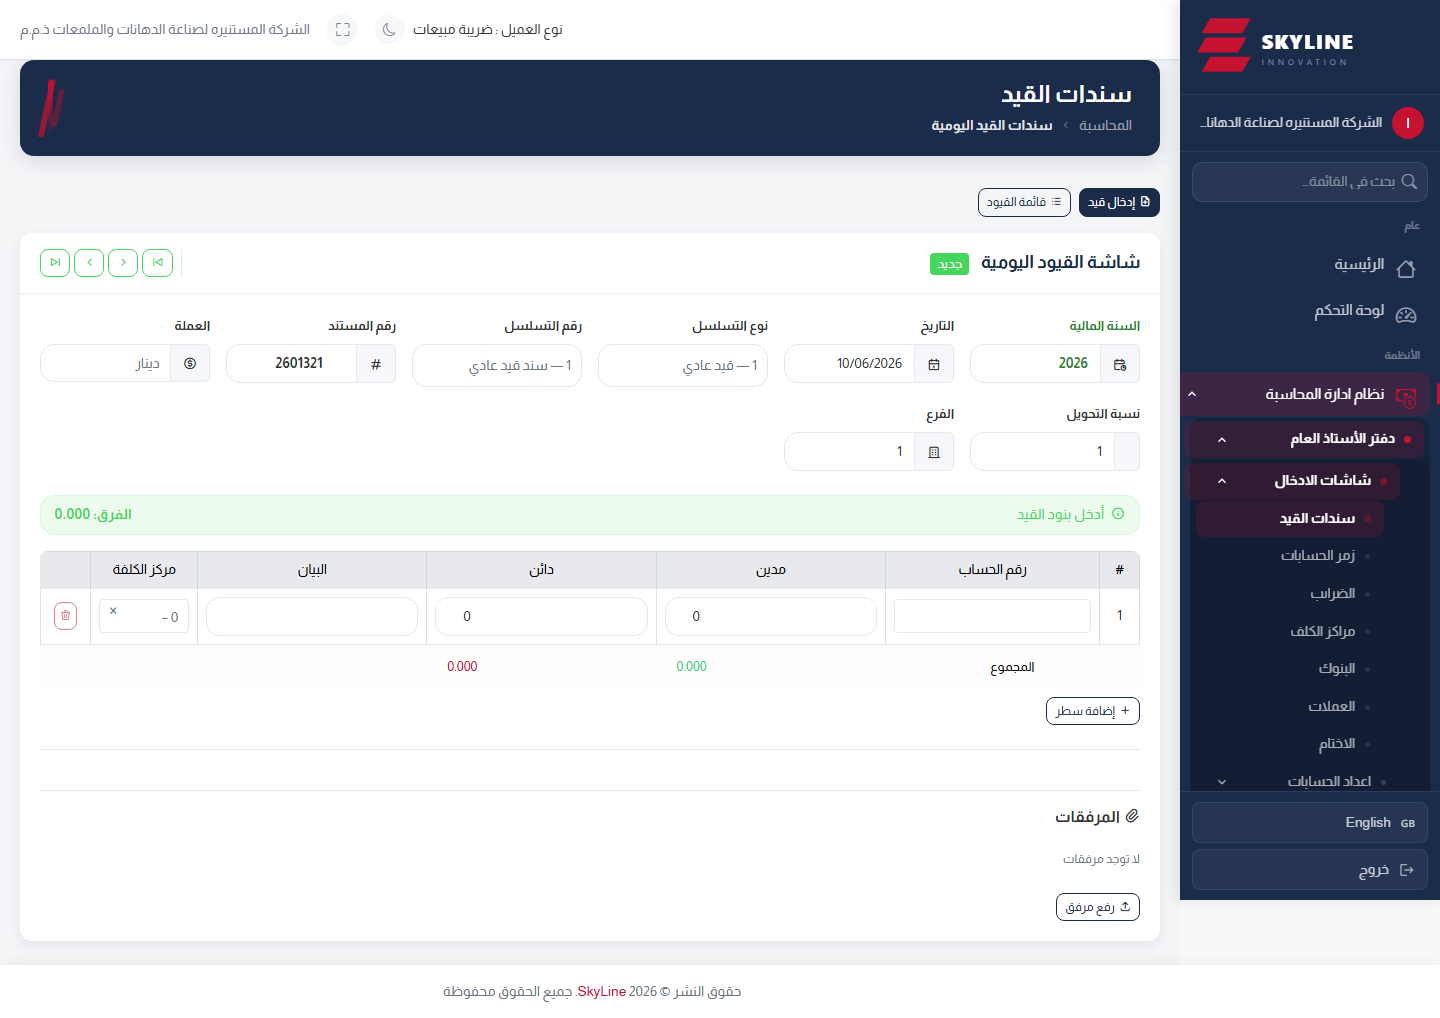 SKYLINE
INNOVATION
ا
الشركة المستنيره لصناعة الدهانا...
بحث في القائمة...
عام
الرئيسية
لوحة التحكم
الأنظمة
نظام ادارة المحاسبة
دفتر الأستاذ العام
شاشات الادخال
سندات القيد
زمر الحسابات
الضرائب
مراكز الكلف
البنوك
العملات
الاختام
اعداد الحسابات
GB English
خروج
نوع العميل : ضريبة مبيعات
الشركة المستنيره لصناعة الدهانات والملمعات ذ.م.م
سندات القيد
المحاسبة › سندات القيد اليومية
إدخال قيد
قائمة القيود
شاشة القيود اليومية جديد
السنة المالية التاريخ نوع التسلسل رقم التسلسل رقم المستند العملة
2026 10/06/2026 1 — قيد عادي 1 — سند قيد عادي # 2601321 دينار
نسبة التحويل الفرع
1 1
أدخل بنود القيد الفرق: 0.000
# رقم الحساب مدين دائن البيان مركز الكلفة
1 0 0 0 – ×
المجموع 0.000 0.000
+ إضافة سطر
المرفقات
لا توجد مرفقات
رفع مرفق
حقوق النشر © 2026 SkyLine. جميع الحقوق محفوظة